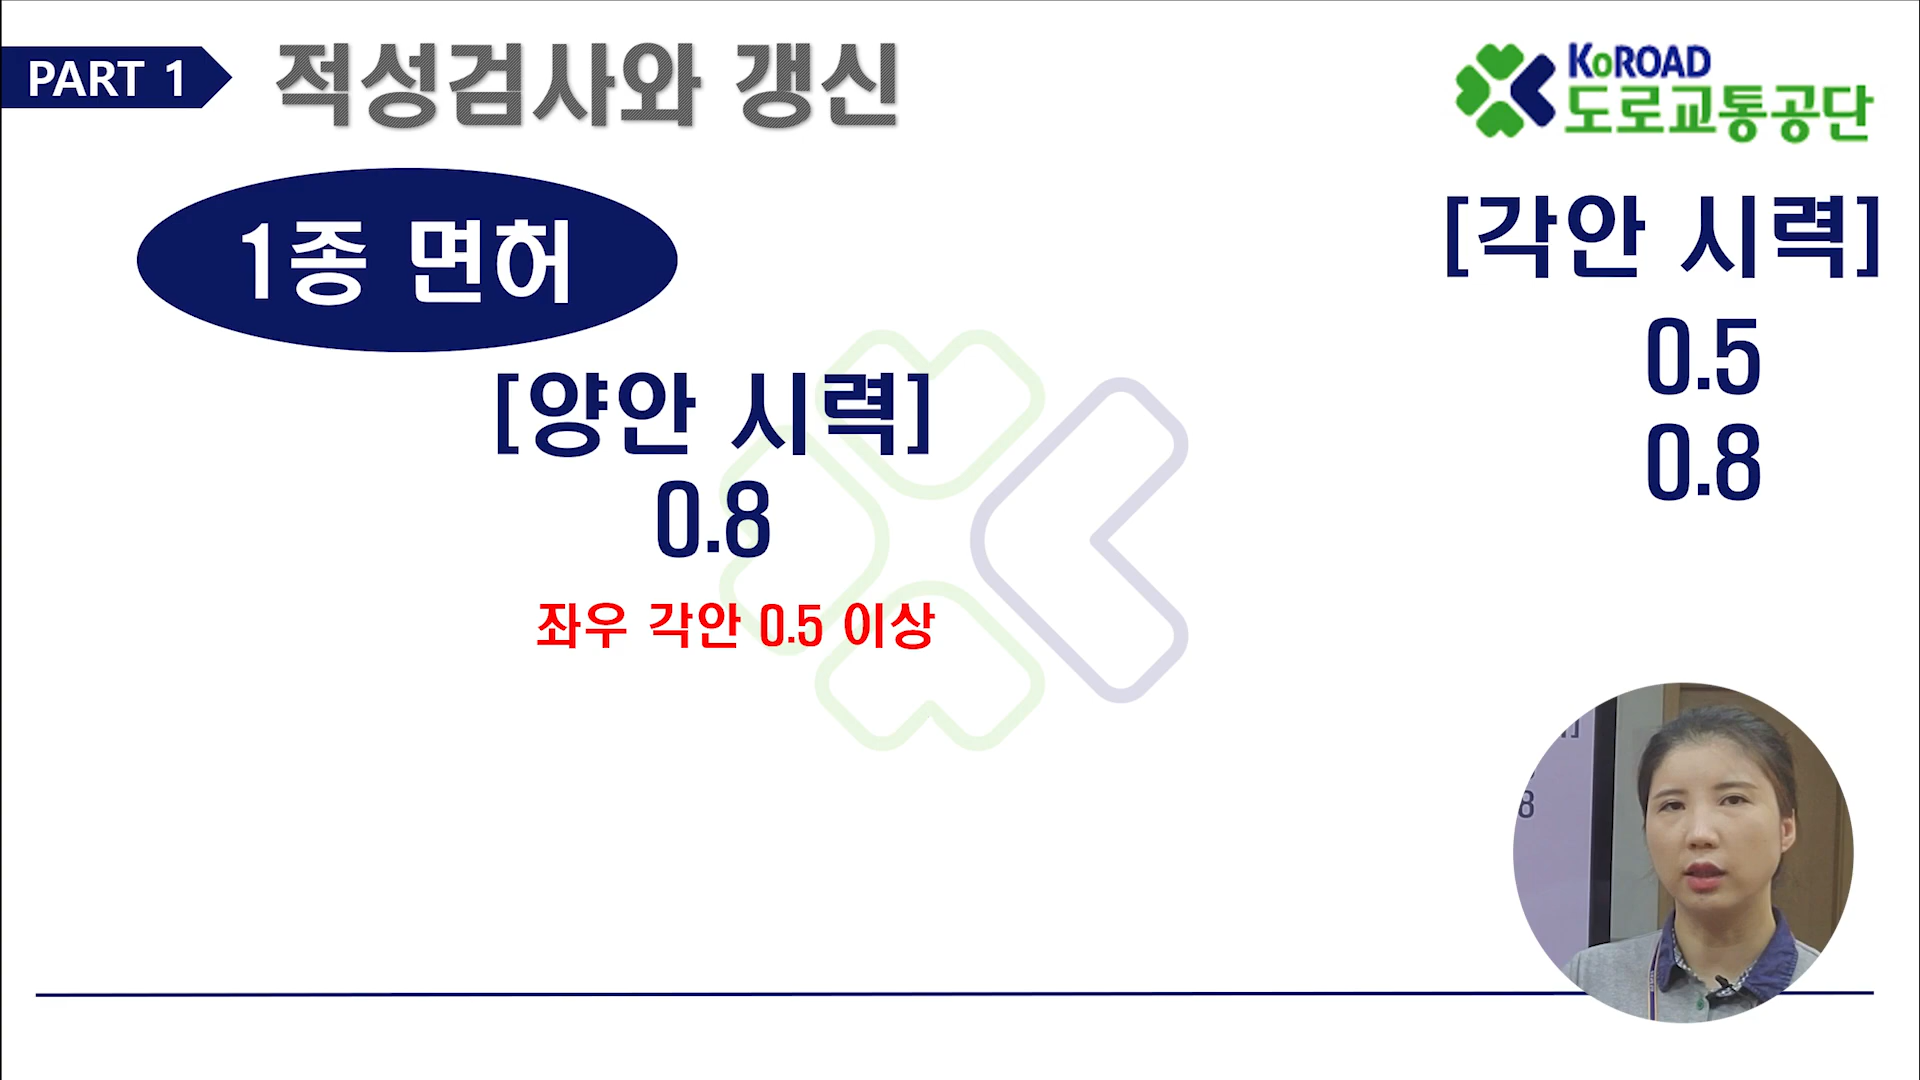 PART 1
적성검사와 갱신
KoROAD
도로교통공단
1종 면허
[각안 시력]
0.5
0.8
[양안 시력]
0.8
좌우 각안 0.5 이상
8